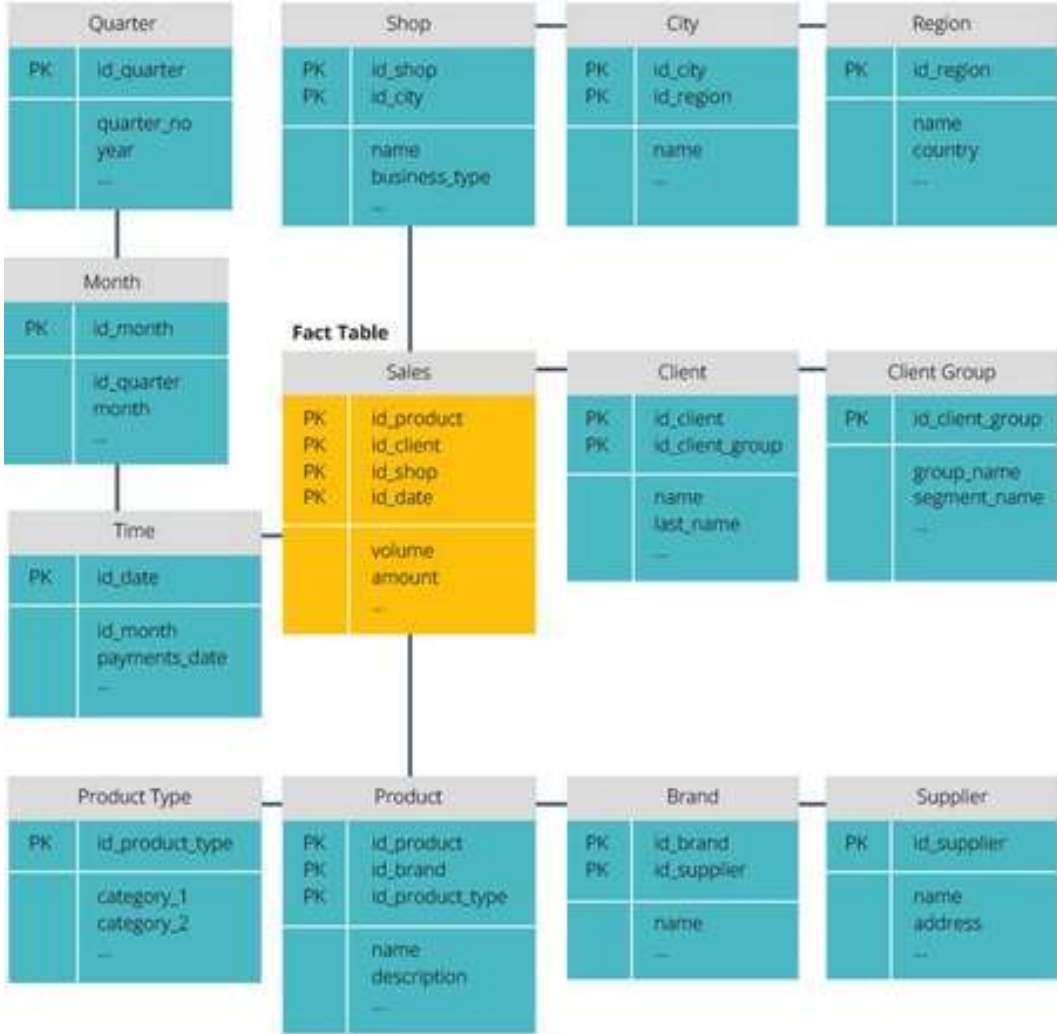 Quarter
PK id_quarter
quarter_no
year
...
Shop
PK id_shop
PK id_city
name
business_type
...
City
PK id_city
PK id_region
name
...
Region
PK id_region
name
country
...
Month
PK id_month
id_quarter
month
...
Fact Table
Sales
PK id_product
PK id_client
PK id_shop
PK id_date
volume
amount
...
Client
PK id_client
PK id_client_group
name
last_name
...
Client Group
PK id_client_group
group_name
segment_name
...
Time
PK id_date
id_month
payments_date
...
Product Type
PK id_product_type
category_1
category_2
...
Product
PK id_product
PK id_brand
PK id_product_type
name
description
...
Brand
PK id_brand
PK id_supplier
name
...
Supplier
PK id_supplier
name
address
...